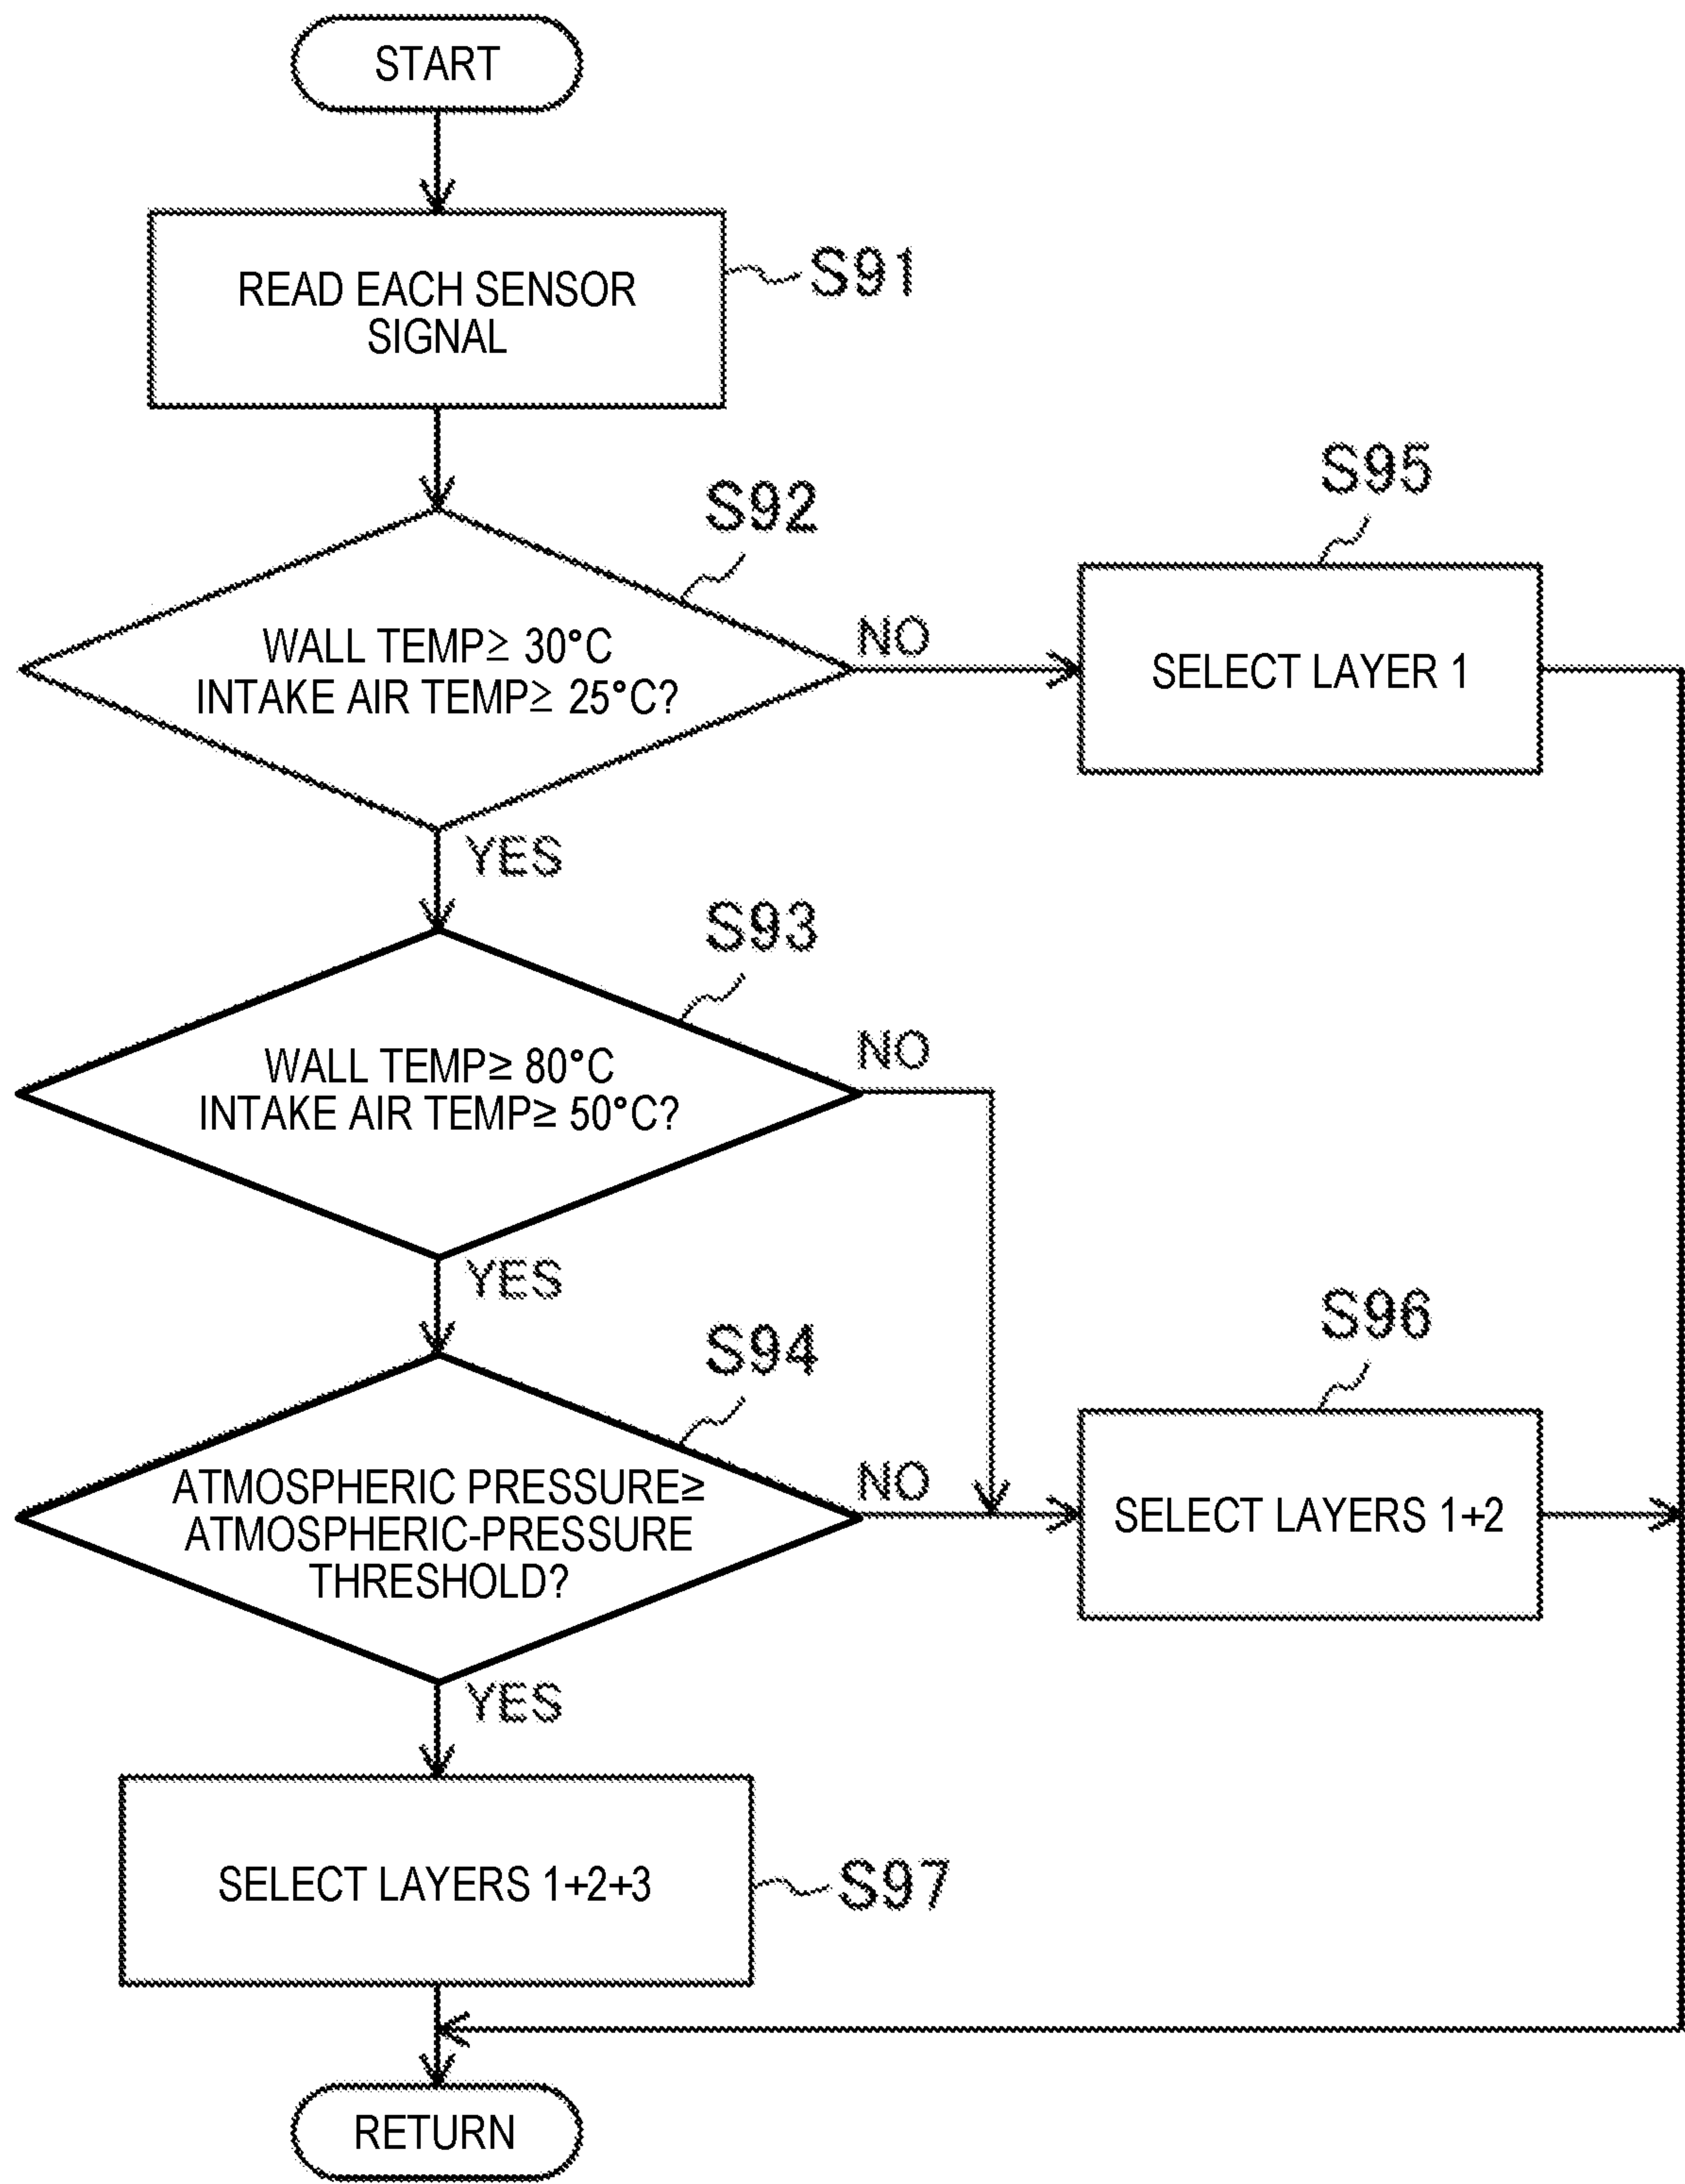 START
READ EACH SENSOR
SIGNAL
S91
S92
WALL TEMP≥ 30°C
INTAKE AIR TEMP≥ 25°C?
NO
S95
SELECT LAYER 1
YES
S93
WALL TEMP≥ 80°C
INTAKE AIR TEMP≥ 50°C?
NO
YES
S94
ATMOSPHERIC PRESSURE≥
ATMOSPHERIC-PRESSURE
THRESHOLD?
NO
S96
SELECT LAYERS 1+2
YES
SELECT LAYERS 1+2+3
S97
RETURN